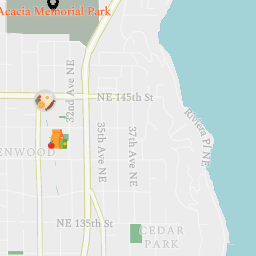 Acacia Memorial Park
32nd Ave NE
NE 145th St
Riviera Pl NE
35th Ave NE
37th Ave NE
ENWOOD
NE 135th St
CEDAR
PARK